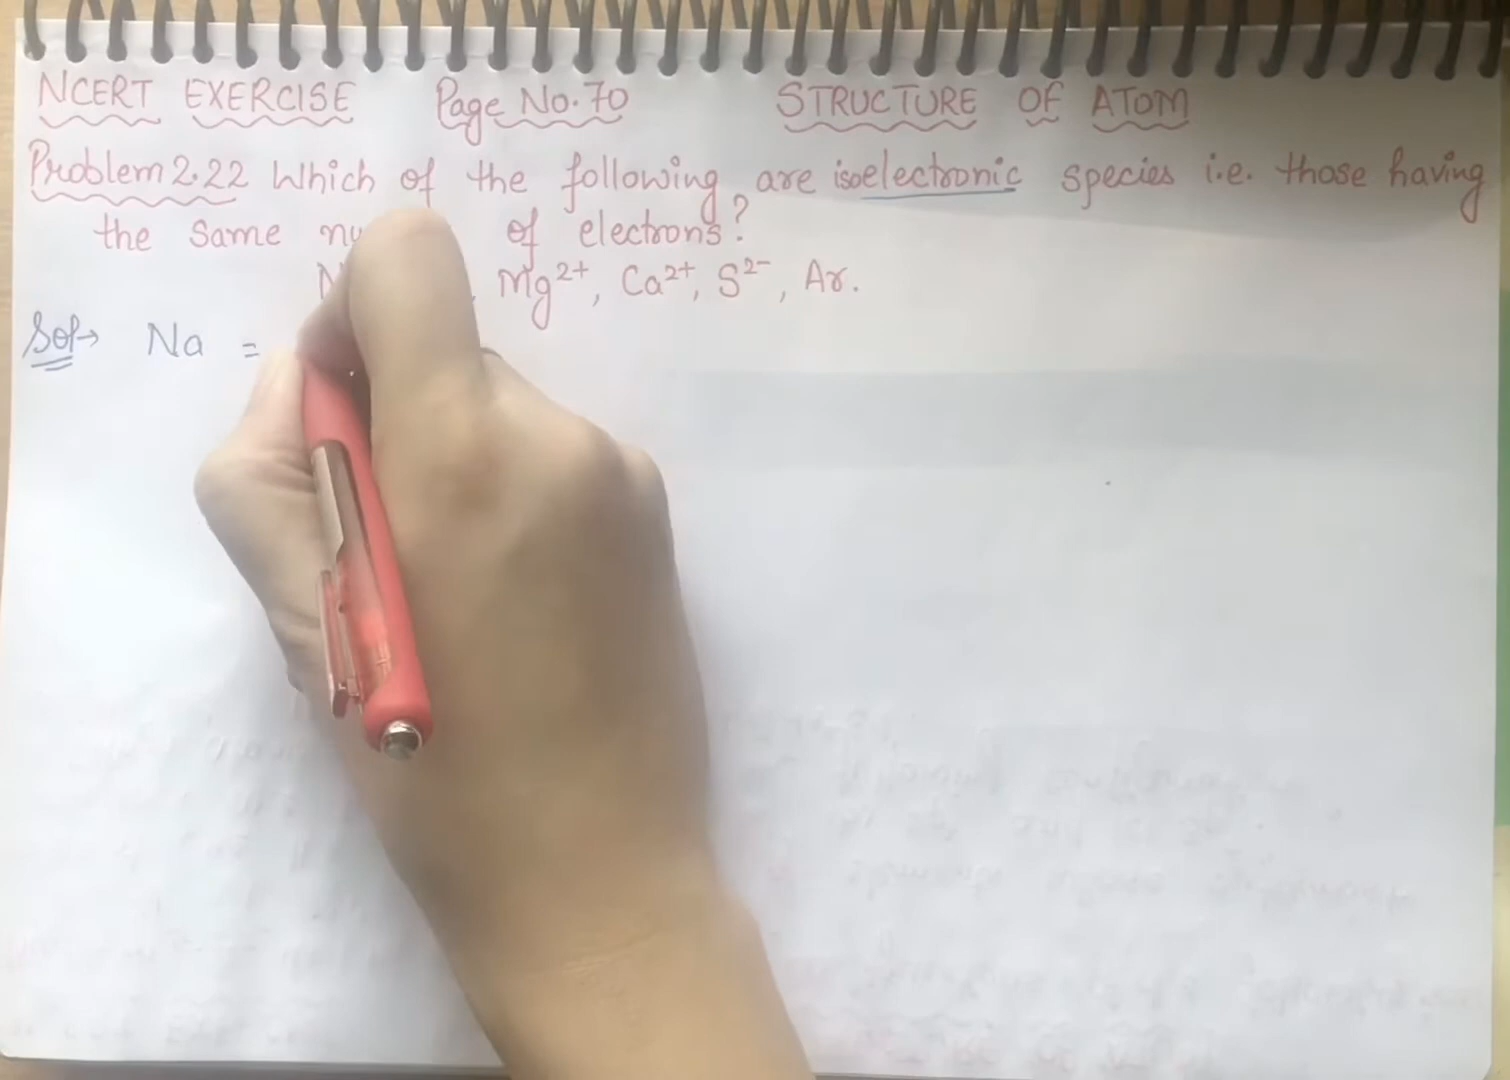 NCERT EXERCISE Page No. 70 STRUCTURE OF ATOM
Problem 2.22 Which of the following are isoelectronic species i.e. those having
the same of electrons?
Mg²⁺, Ca²⁺, S²⁻, Ar.
Sol→ Na =